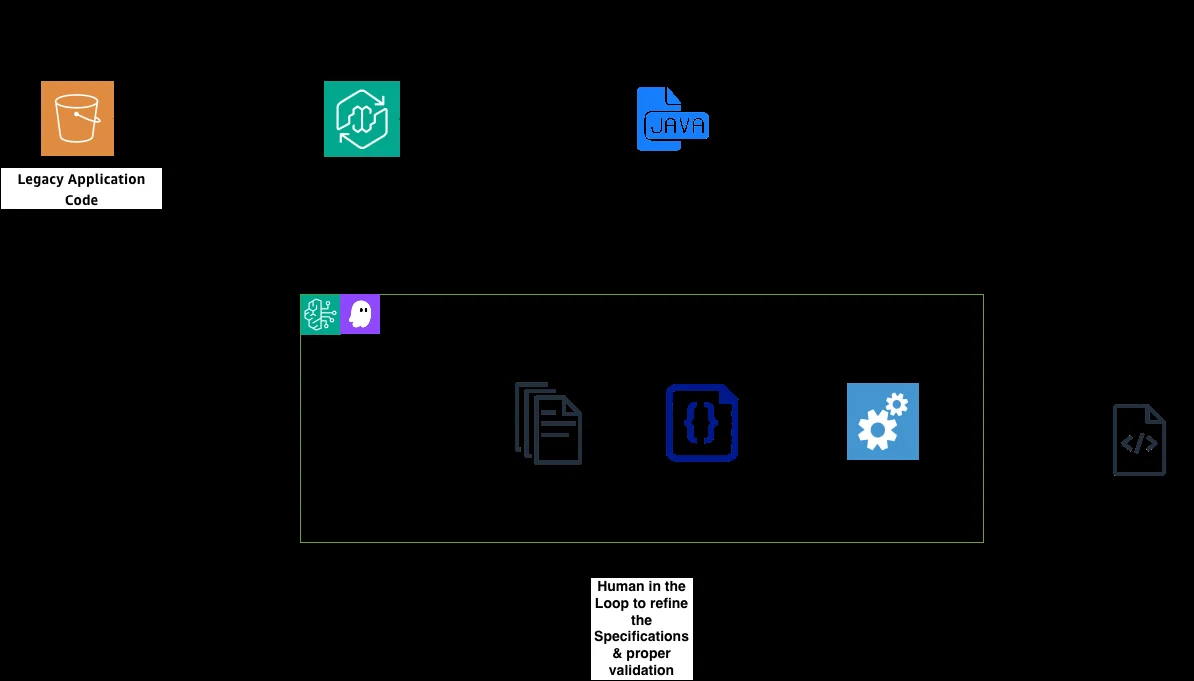 Legacy Application
Code
JAVA
{}
</>
Human in the
Loop to refine
the
Specifications
& proper
validation